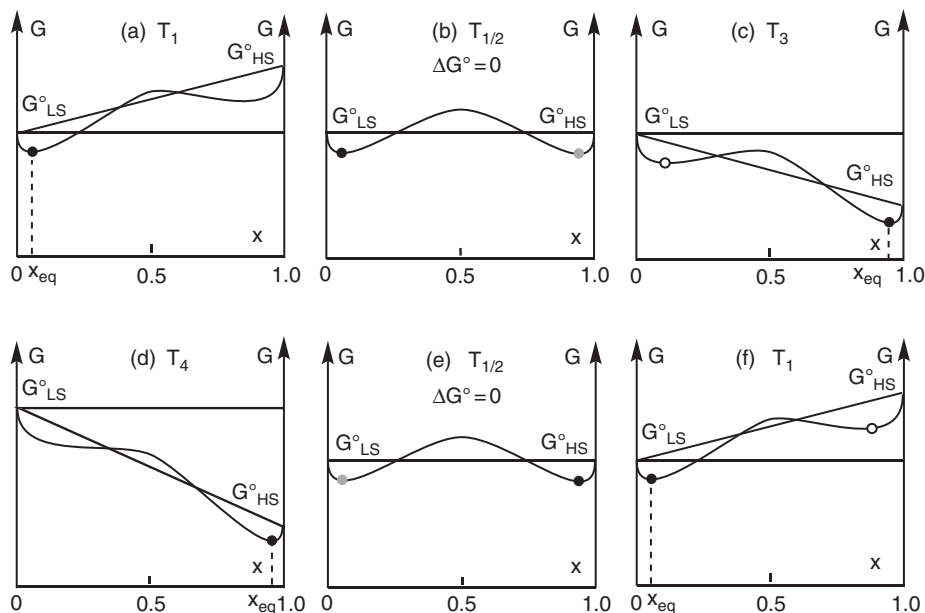 G (a) T1 G
G°HS
G°LS
0 xeq 0.5 x 1.0
G (b) T1/2 G
ΔG° = 0
G°LS G°HS
0 0.5 x 1.0
G (c) T3 G
G°LS
G°HS
0 0.5 x xeq 1.0
G (d) T4 G
G°LS
G°HS
0 0.5 x xeq 1.0
G (e) T1/2 G
ΔG° = 0
G°LS G°HS
0 0.5 x 1.0
G (f) T1 G
G°HS
G°LS
0 xeq 0.5 x 1.0